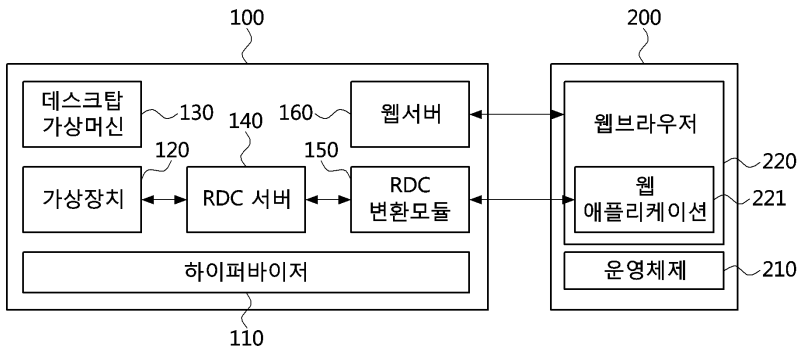 100
200
데스크탑
가상머신
130
160
웹서버
웹브라우저
140
120
150
220
가상장치
RDC 서버
RDC
변환모듈
웹
애플리케이션
221
하이퍼바이저
운영체제
210
110